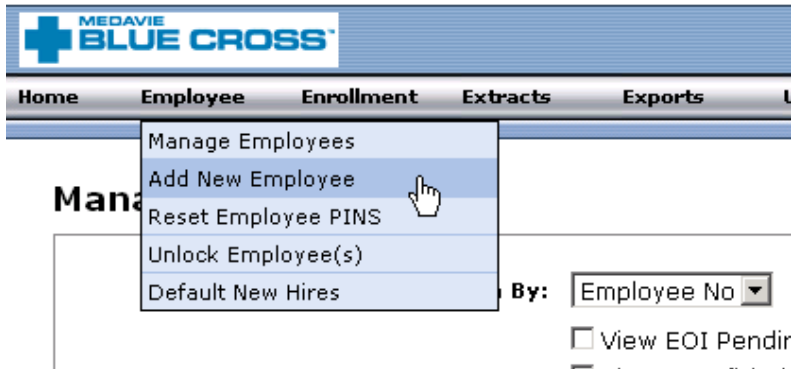 MEDAVIE
BLUE CROSS
Home Employee Enrollment Extracts Exports
Manage Employees
Add New Employee
Reset Employee PINS
Unlock Employee(s)
Default New Hires
By: Employee No
View EOI